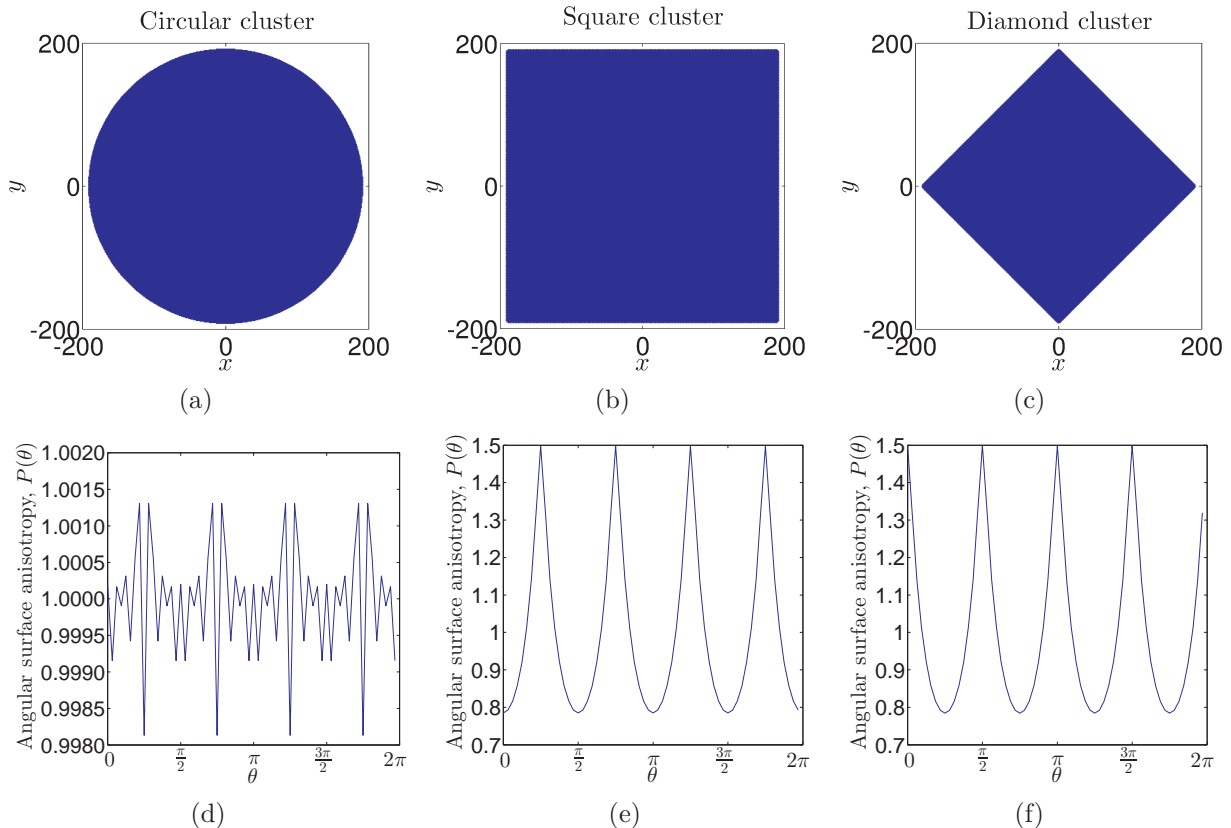 Circular cluster
Square cluster
Diamond cluster
200
0
-200
y
-200
0
200
x
200
0
-200
y
-200
0
200
x
200
0
-200
y
-200
0
200
x
(a)
(b)
(c)
Angular surface anisotropy, P(θ)
1.0020
1.0015
1.0010
1.0005
1.0000
0.9995
0.9990
0.9985
0.9980
0
π/2
π
3π/2
2π
θ
Angular surface anisotropy, P(θ)
1.5
1.4
1.3
1.2
1.1
1
0.9
0.8
0.7
0
π/2
π
3π/2
2π
θ
Angular surface anisotropy, P(θ)
1.5
1.4
1.3
1.2
1.1
1
0.9
0.8
0.7
0
π/2
π
3π/2
2π
θ
(d)
(e)
(f)